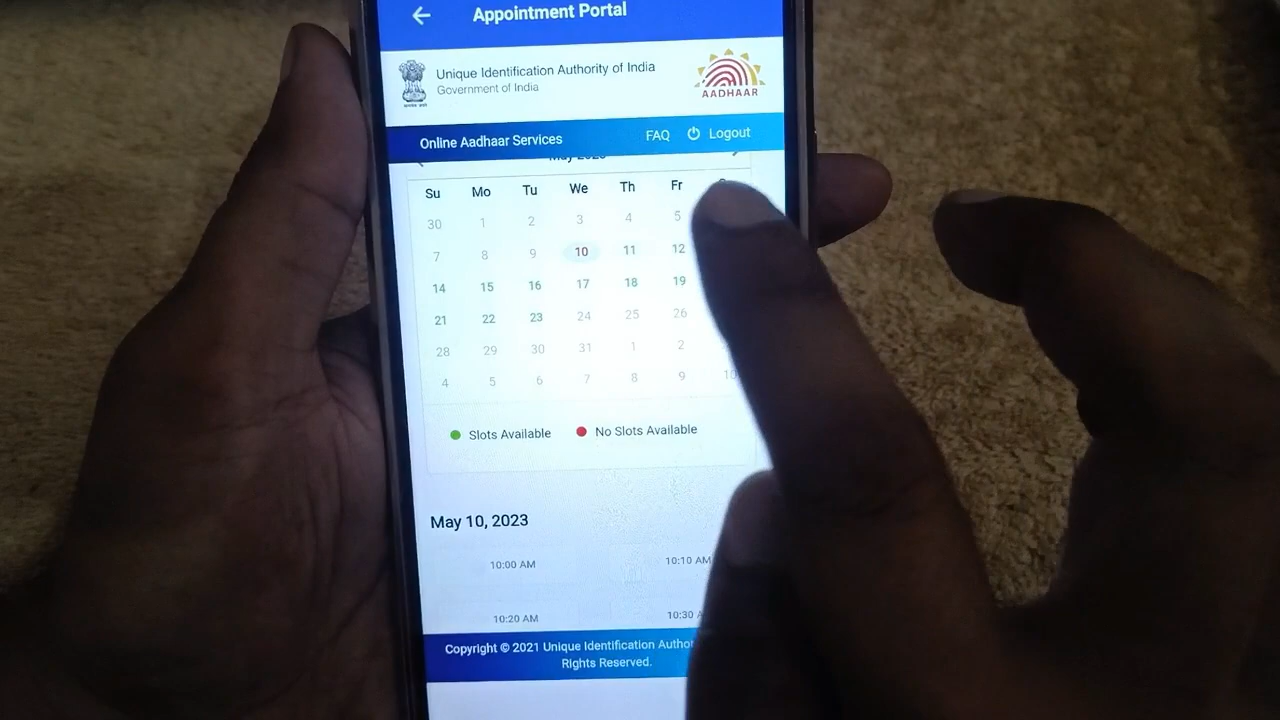 Appointment Portal
Unique Identification Authority of India
Government of India
AADHAAR
Online Aadhaar Services FAQ Logout
May 2023
Su Mo Tu We Th Fr
30 1 2 3 4 5
7 8 9 10 11 12
14 15 16 17 18 19
21 22 23 24 25 26
28 29 30 31 1 2
4 5 6 7 8 9 10
Slots Available No Slots Available
May 10, 2023
10:00 AM 10:10 AM
10:20 AM 10:30
Copyright © 2021 Unique Identification
Rights Reserved.